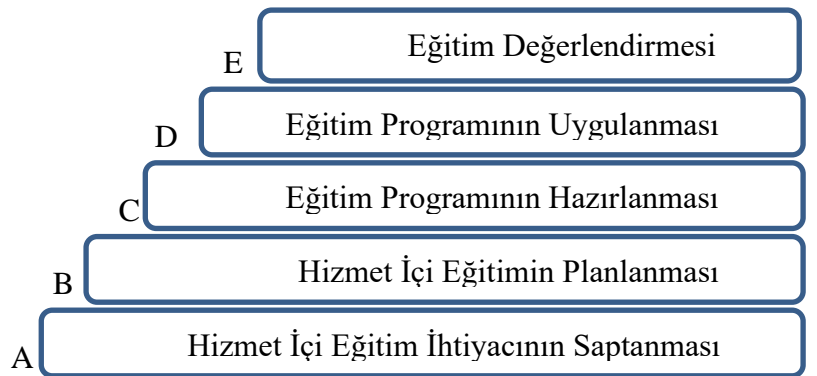 E Eğitim Değerlendirmesi
D Eğitim Programının Uygulanması
C Eğitim Programının Hazırlanması
B Hizmet İçi Eğitimin Planlanması
A Hizmet İçi Eğitim İhtiyacının Saptanması